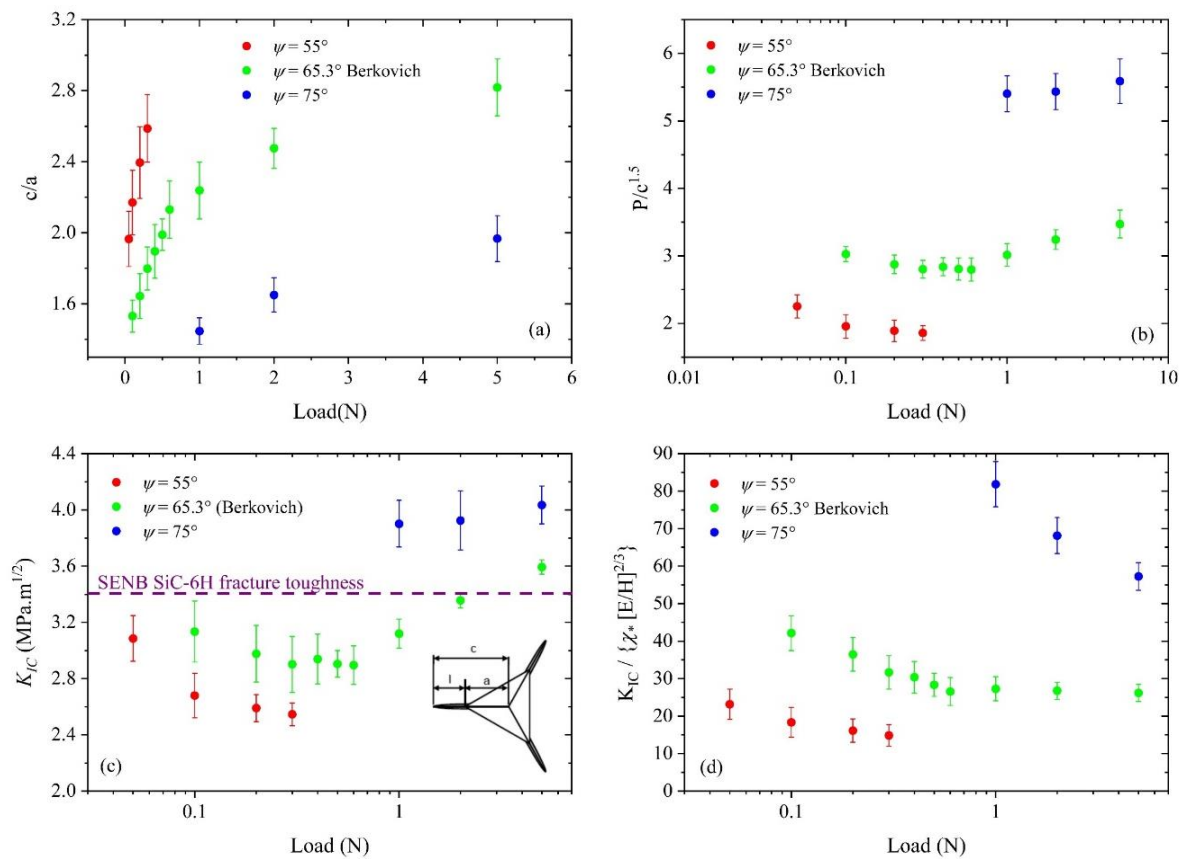 3.2
2.8
2.4
2.0
1.6
c/a
ψ = 55°
ψ = 65.3° Berkovich
ψ = 75°
(a)
0 1 2 3 4 5 6
Load(N)
6
5
4
3
2
P/c^1.5
ψ = 55°
ψ = 65.3° Berkovich
ψ = 75°
(b)
0.01 0.1 1 10
Load (N)
4.4
4.0
3.6
3.2
2.8
2.4
2.0
K_IC (MPa.m^1/2)
ψ = 55°
ψ = 65.3° (Berkovich)
ψ = 75°
SENB SiC-6H fracture toughness
c
l a
(c)
0.1 1
Load (N)
90
80
70
60
50
40
30
20
10
0
K_IC / {χ* [E/H]^2/3}
ψ = 55°
ψ = 65.3° Berkovich
ψ = 75°
(d)
0.1 1
Load (N)